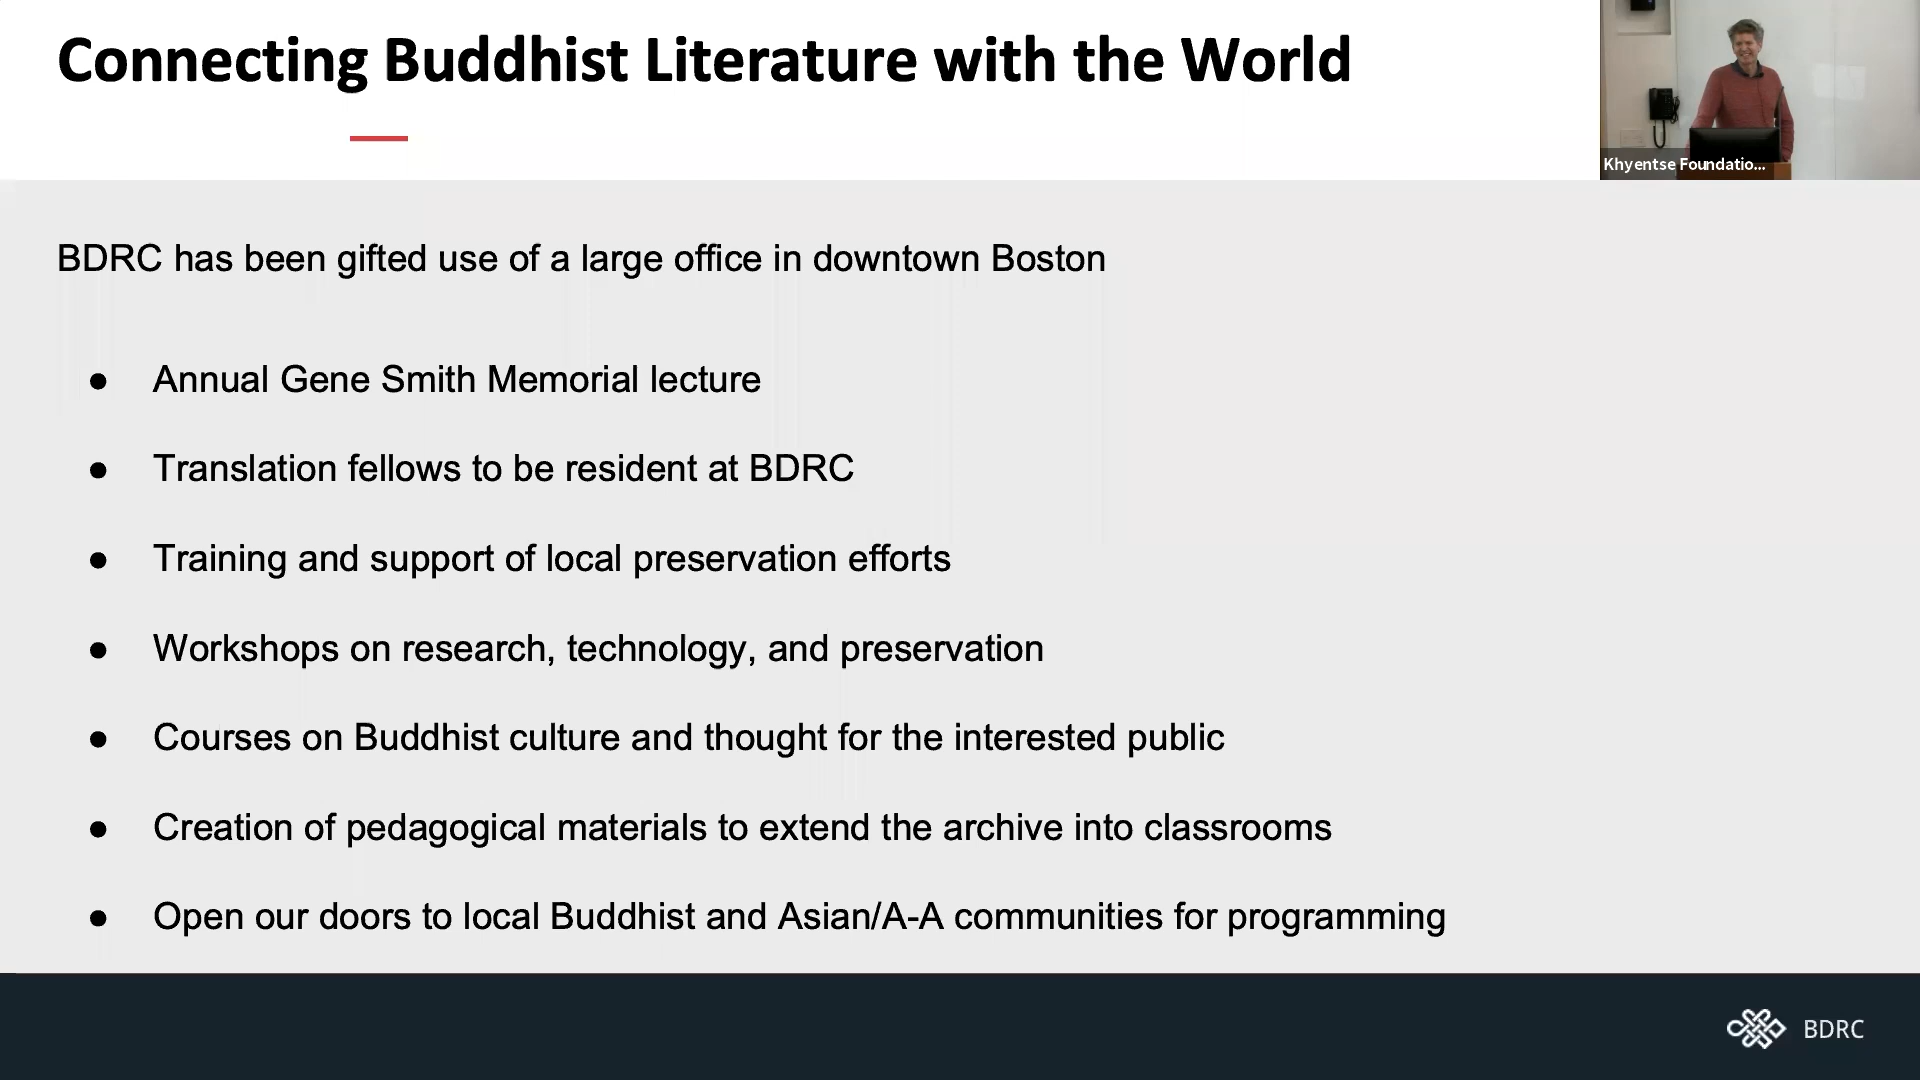 Connecting Buddhist Literature with the World
Khyentse Foundatio...
BDRC has been gifted use of a large office in downtown Boston
● Annual Gene Smith Memorial lecture
● Translation fellows to be resident at BDRC
● Training and support of local preservation efforts
● Workshops on research, technology, and preservation
● Courses on Buddhist culture and thought for the interested public
● Creation of pedagogical materials to extend the archive into classrooms
● Open our doors to local Buddhist and Asian/A-A communities for programming
BDRC